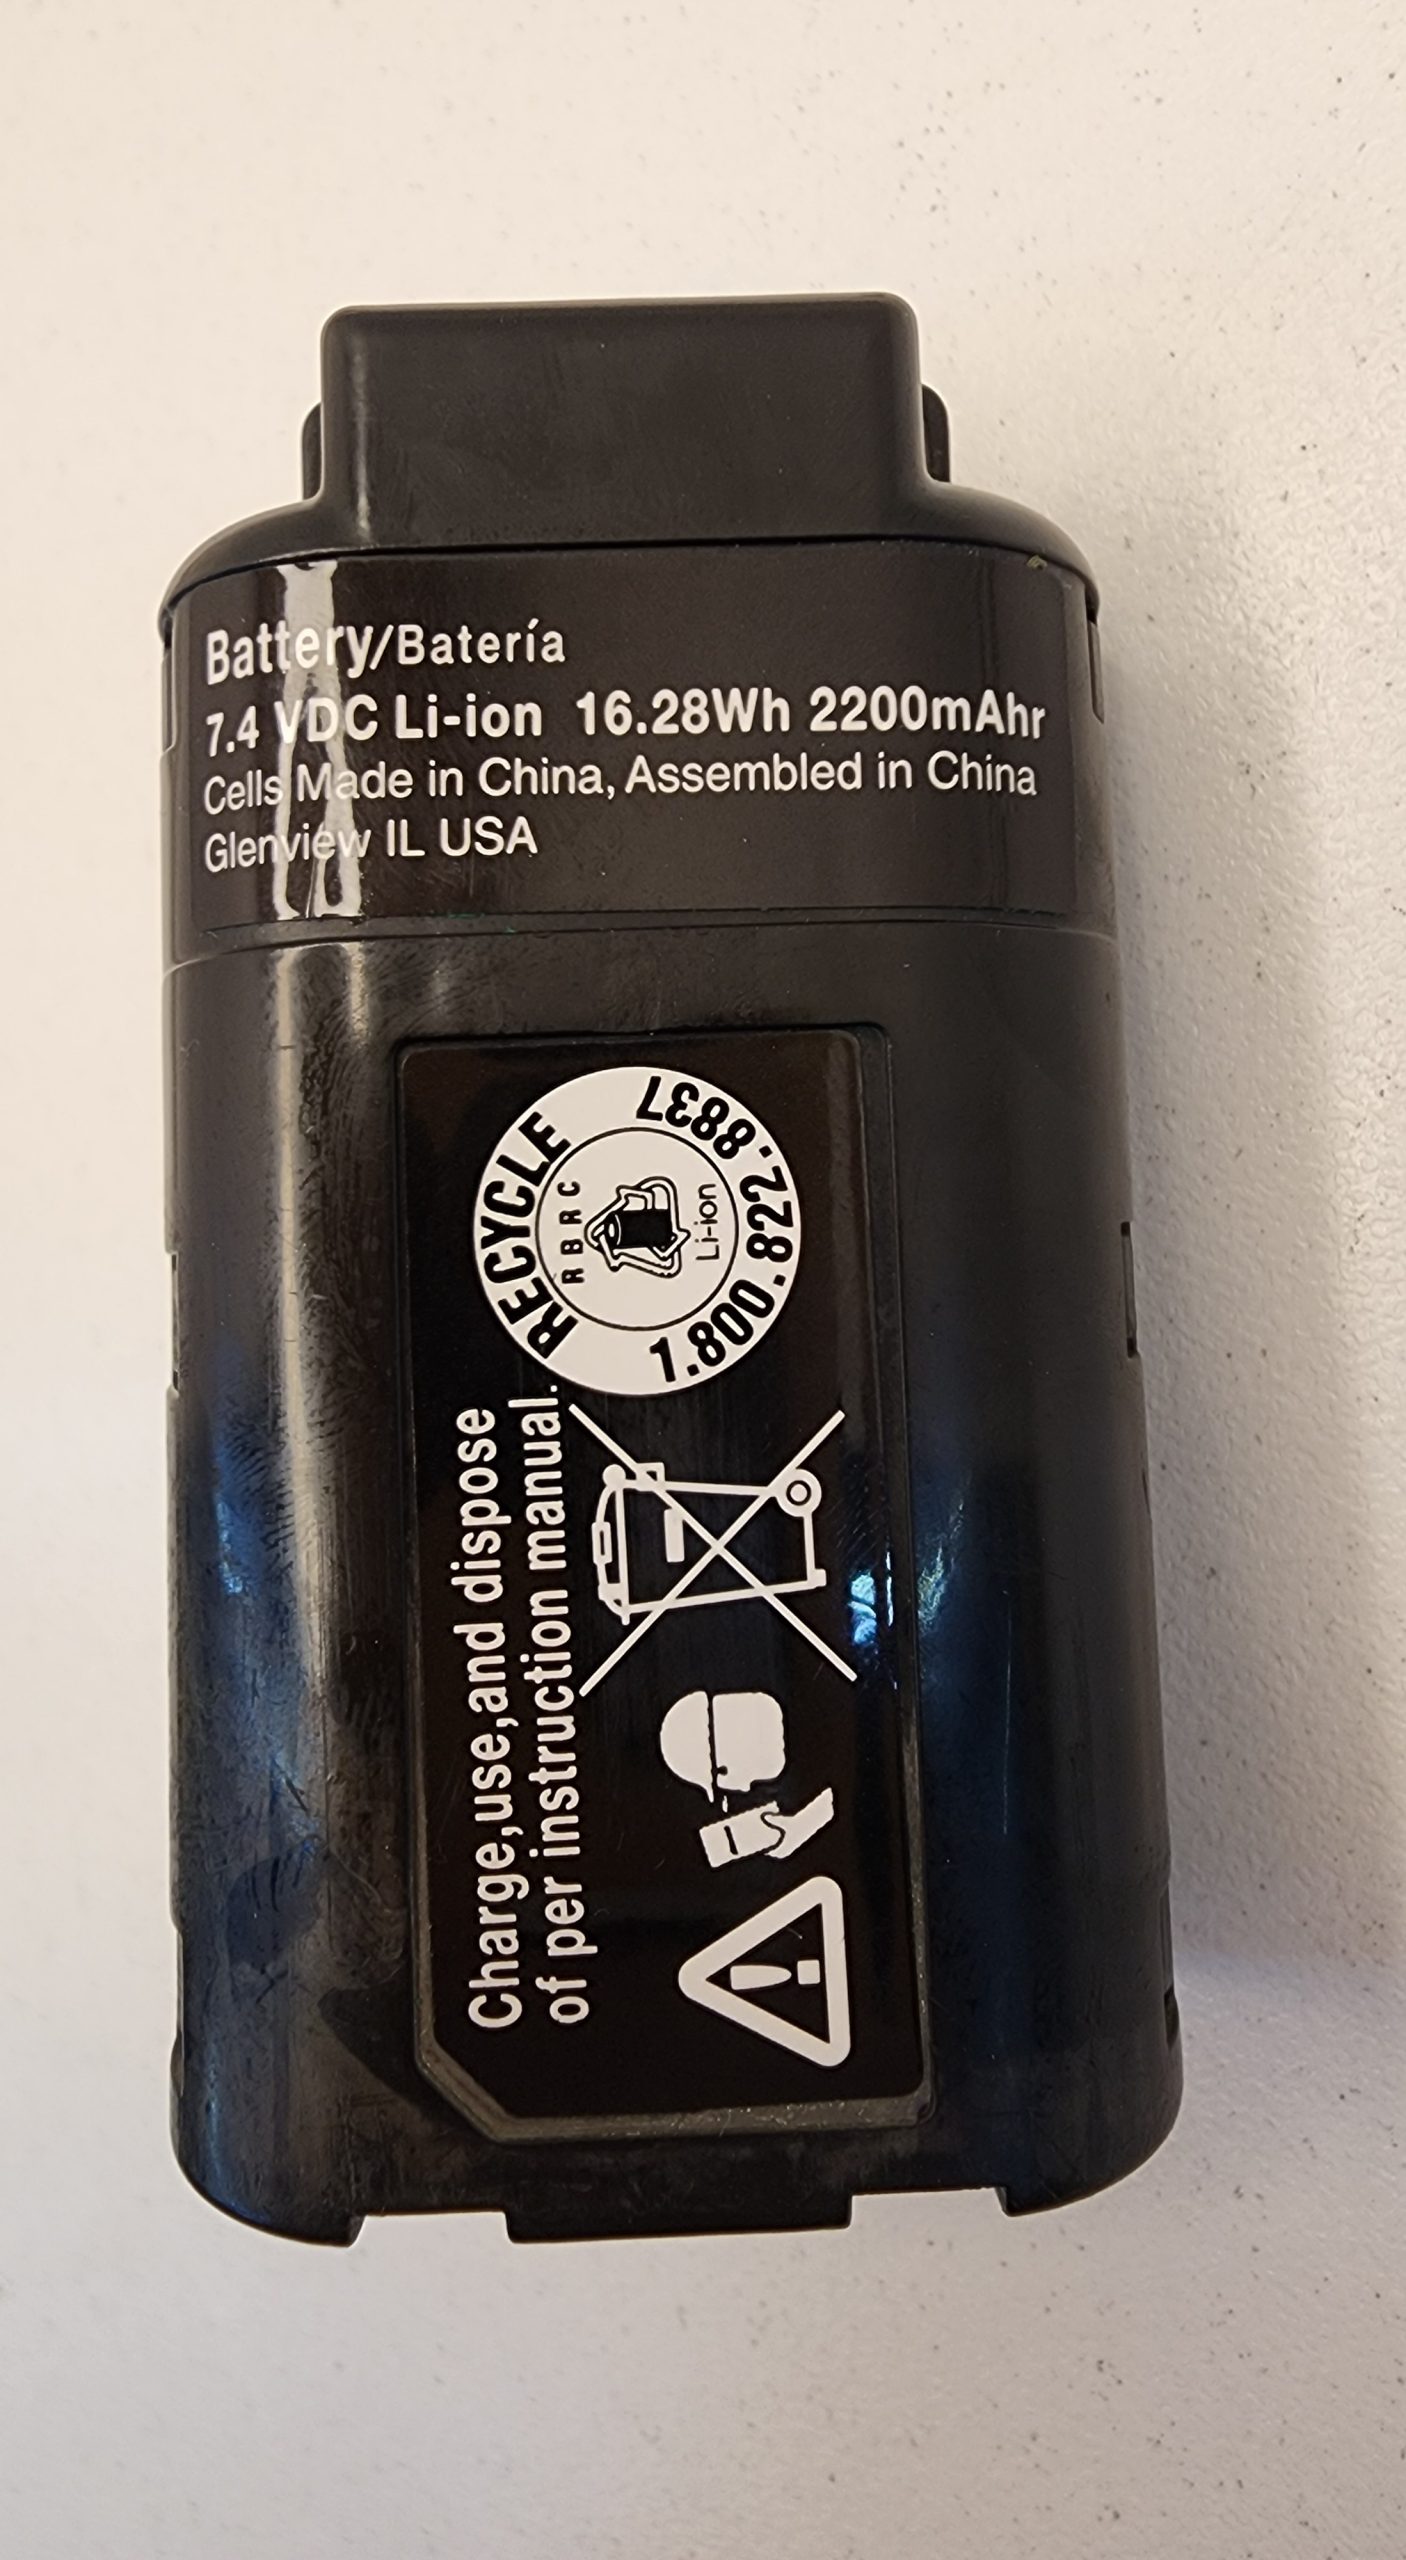 Battery/Batería
7.4 VDC Li-ion 16.28Wh 2200mAhr
Cells Made in China, Assembled in China
Glenview IL USA
RECYCLE
RBRC
Li-ion
1.800.822.8837
Charge,use,and dispose
of per instruction manual.